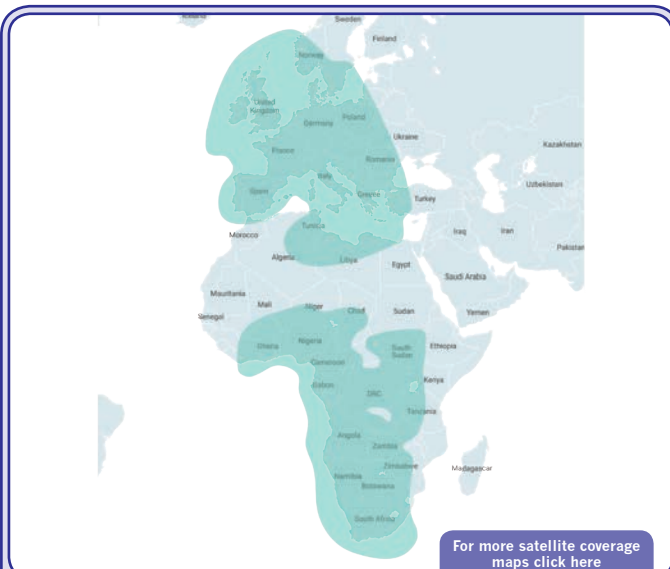 Iceland
Sweden
Finland
Norway
United
Kingdom
Germany
Poland
Ukraine
Kazakhstan
France
Romania
Italy
Uzbekistan
Spain
Greece
Turkey
Tunisia
Morocco
Iraq
Iran
Algeria
Libya
Egypt
Pakistan
Saudi Arabia
Mauritania
Mali
Niger
Chad
Sudan
Yemen
Senegal
Ghana
Nigeria
South
Sudan
Ethiopia
Cameroon
Gabon
Kenya
DRC
Tanzania
Angola
Zambia
Zimbabwe
Madagascar
Namibia
Botswana
South Africa
For more satellite coverage
maps click here